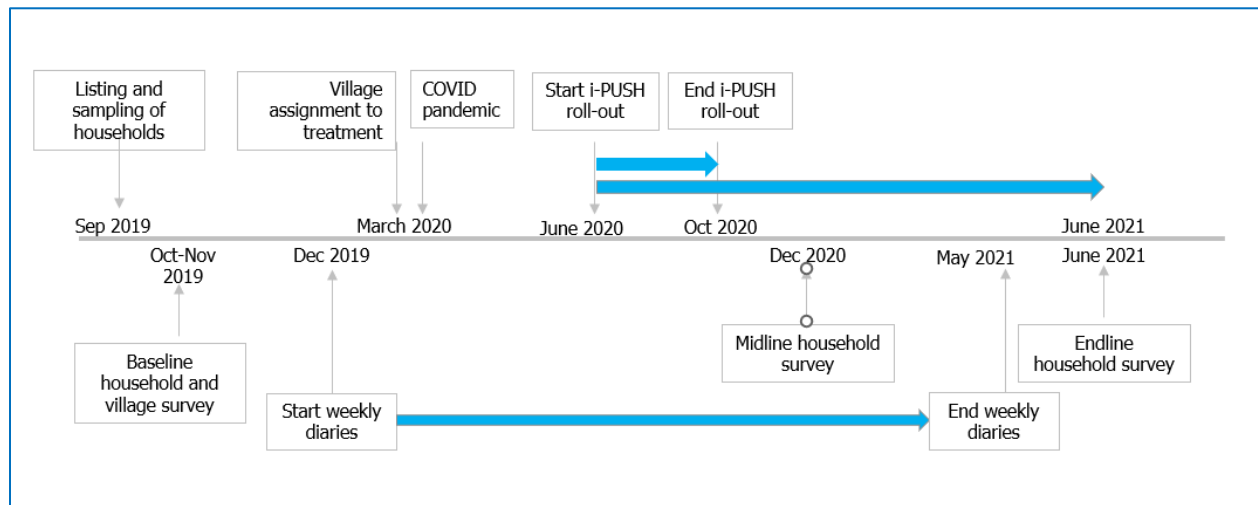 Listing and
sampling of
households
Village
assignment to
treatment
COVID
pandemic
Start i-PUSH
roll-out
End i-PUSH
roll-out
Sep 2019
March 2020
June 2020
Oct 2020
June 2021
Oct-Nov
2019
Dec 2019
Dec 2020
May 2021
June 2021
Baseline
household and
village survey
Start weekly
diaries
Midline household
survey
End weekly
diaries
Endline
household survey